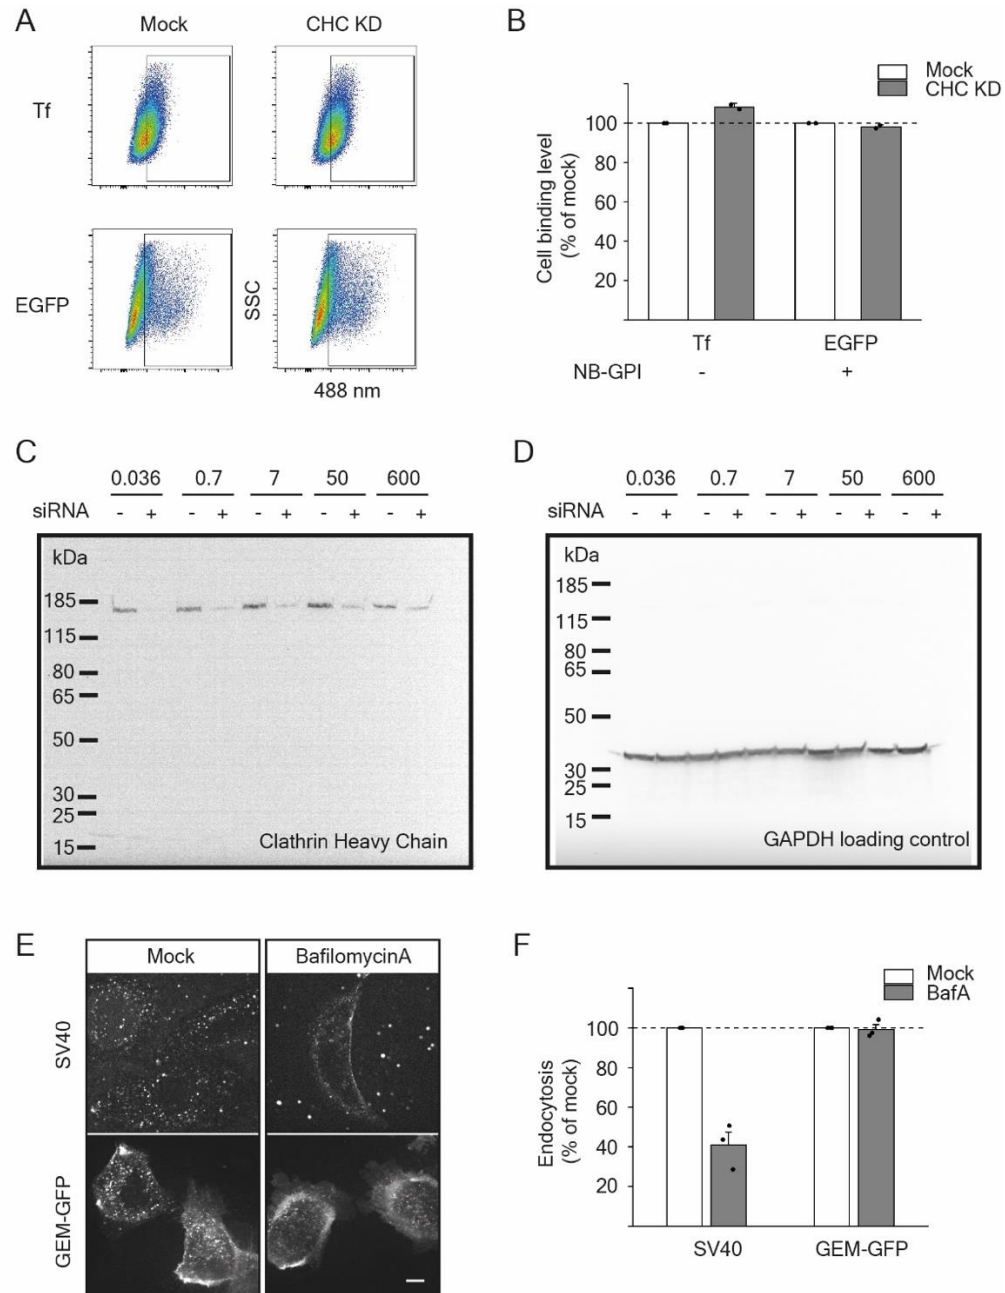 A
Mock
CHC KD
Tf
EGFP
SSC
488 nm
B
Mock
CHC KD
Cell binding level
(% of mock)
100
80
60
40
20
Tf
EGFP
NB-GPI
-
+
C
0.036 0.7 7 50 600
siRNA - + - + - + - + - +
kDa
185
115
80
65
50
30
25
15
Clathrin Heavy Chain
D
0.036 0.7 7 50 600
siRNA - + - + - + - + - +
kDa
185
115
80
65
50
30
25
15
GAPDH loading control
E
Mock
BafilomycinA
SV40
GEM-GFP
F
Mock
BafA
Endocytosis
(% of mock)
100
80
60
40
20
SV40
GEM-GFP